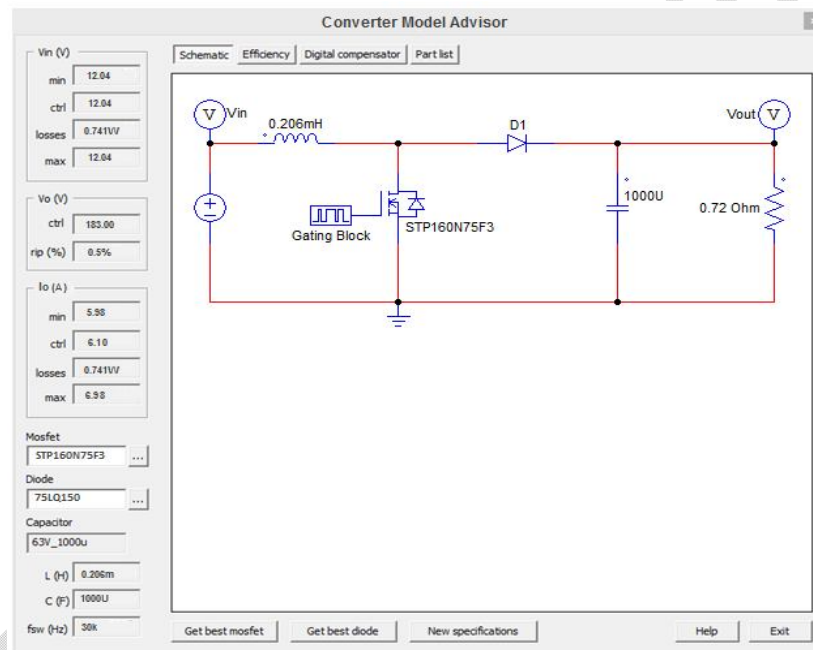 Converter Model Advisor
Vin (V)
min 12.04
ctrl 12.04
losses 0.741VV
max 12.04
Vo (V)
ctrl 183.00
rip (%) 0.5%
Io (A)
min 5.98
ctrl 6.10
losses 0.741VV
max 6.98
Mosfet
STP160N75F3 ...
Diode
75LQ150 ...
Capacitor
63V_1000u
L (H) 0.206m
C (F) 1000U
fsw (Hz) 30k
Schematic Efficiency Digital compensator Part list
V Vin
0.206mH
D1
Vout V
1000U
0.72 Ohm
Gating Block
STP160N75F3
Get best mosfet Get best diode New specifications Help Exit